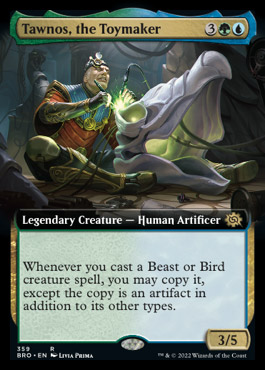 Tawnos, the Toymaker 3
Legendary Creature — Human Artificer
Whenever you cast a Beast or Bird
creature spell, you may copy it,
except the copy is an artifact in
addition to its other types.
3/5
359 R
BRO • EN LIVIA PRIMA ™ & © 2022 Wizards of the Coast